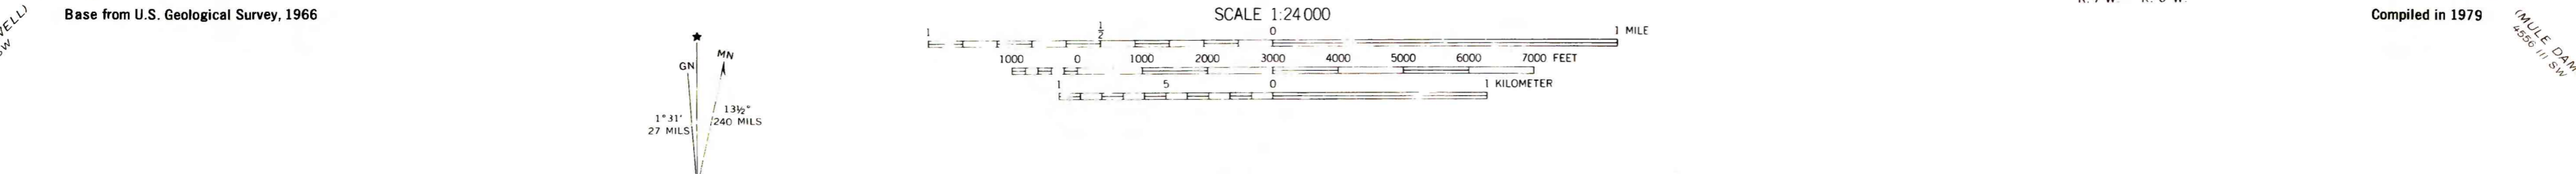 Base from U.S. Geological Survey, 1966
SCALE 1:24 000
Compiled in 1979
(MULE DAM
4556 III SW
1 1/2 0 1 MILE
1000 0 1000 2000 3000 4000 5000 6000 7000 FEET
1 5 0 1 KILOMETER
GN MN
1°31'
27 MILS
13½°
240 MILS